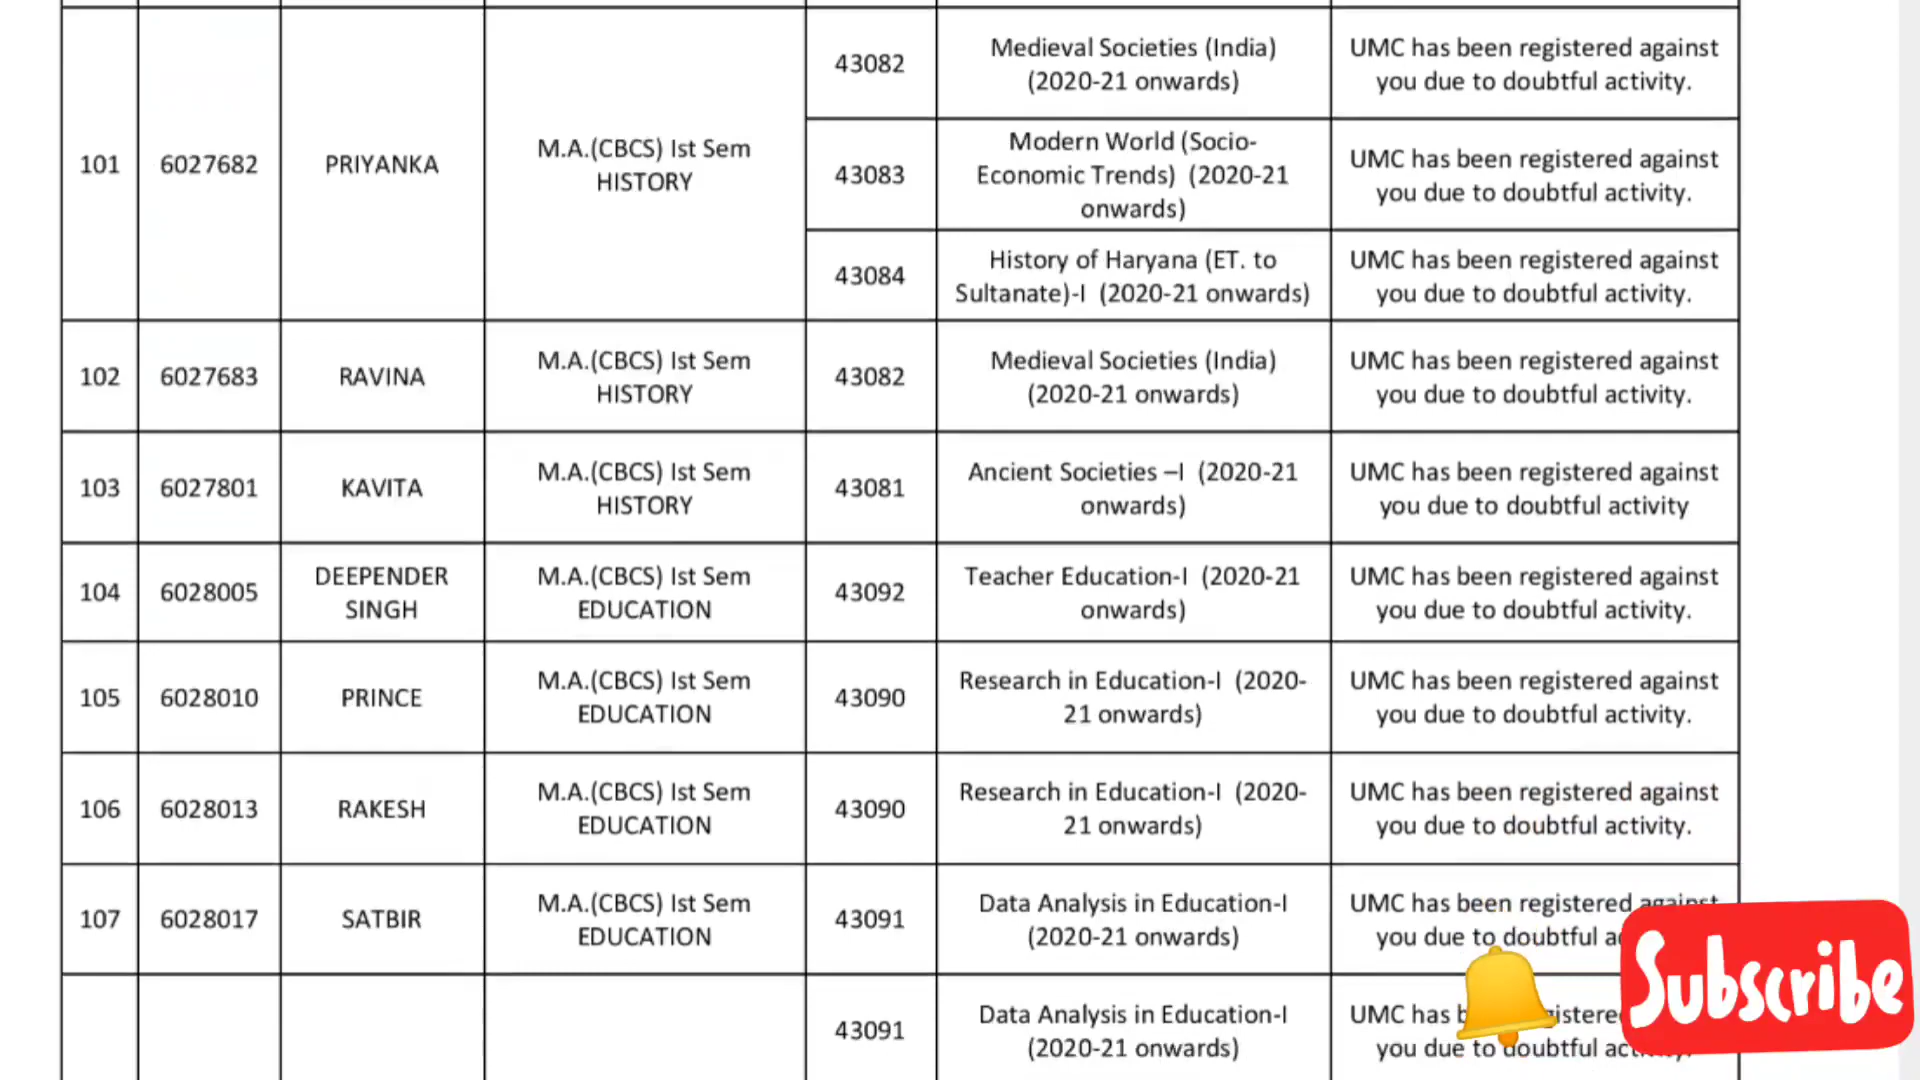 43082
Medieval Societies (India)
(2020-21 onwards)
UMC has been registered against
you due to doubtful activity.
101
6027682
PRIYANKA
M.A.(CBCS) Ist Sem
HISTORY
43083
Modern World (Socio-
Economic Trends) (2020-21
onwards)
UMC has been registered against
you due to doubtful activity.
43084
History of Haryana (ET. to
Sultanate)-I (2020-21 onwards)
UMC has been registered against
you due to doubtful activity.
102
6027683
RAVINA
M.A.(CBCS) Ist Sem
HISTORY
43082
Medieval Societies (India)
(2020-21 onwards)
UMC has been registered against
you due to doubtful activity.
103
6027801
KAVITA
M.A.(CBCS) Ist Sem
HISTORY
43081
Ancient Societies –I (2020-21
onwards)
UMC has been registered against
you due to doubtful activity
104
6028005
DEEPENDER
SINGH
M.A.(CBCS) Ist Sem
EDUCATION
43092
Teacher Education-I (2020-21
onwards)
UMC has been registered against
you due to doubtful activity.
105
6028010
PRINCE
M.A.(CBCS) Ist Sem
EDUCATION
43090
Research in Education-I (2020-
21 onwards)
UMC has been registered against
you due to doubtful activity.
106
6028013
RAKESH
M.A.(CBCS) Ist Sem
EDUCATION
43090
Research in Education-I (2020-
21 onwards)
UMC has been registered against
you due to doubtful activity.
107
6028017
SATBIR
M.A.(CBCS) Ist Sem
EDUCATION
43091
Data Analysis in Education-I
(2020-21 onwards)
UMC has been registered against
you due to doubtful
43091
Data Analysis in Education-I
(2020-21 onwards)
UMC has
you due to doubtful
Subscribe